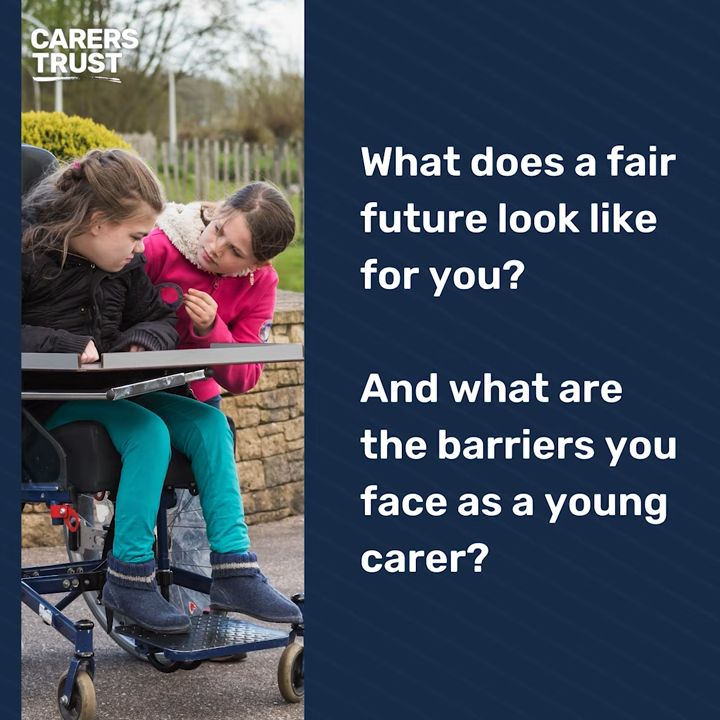 CARERS
TRUST
What does a fair
future look like
for you?
And what are
the barriers you
face as a young
carer?